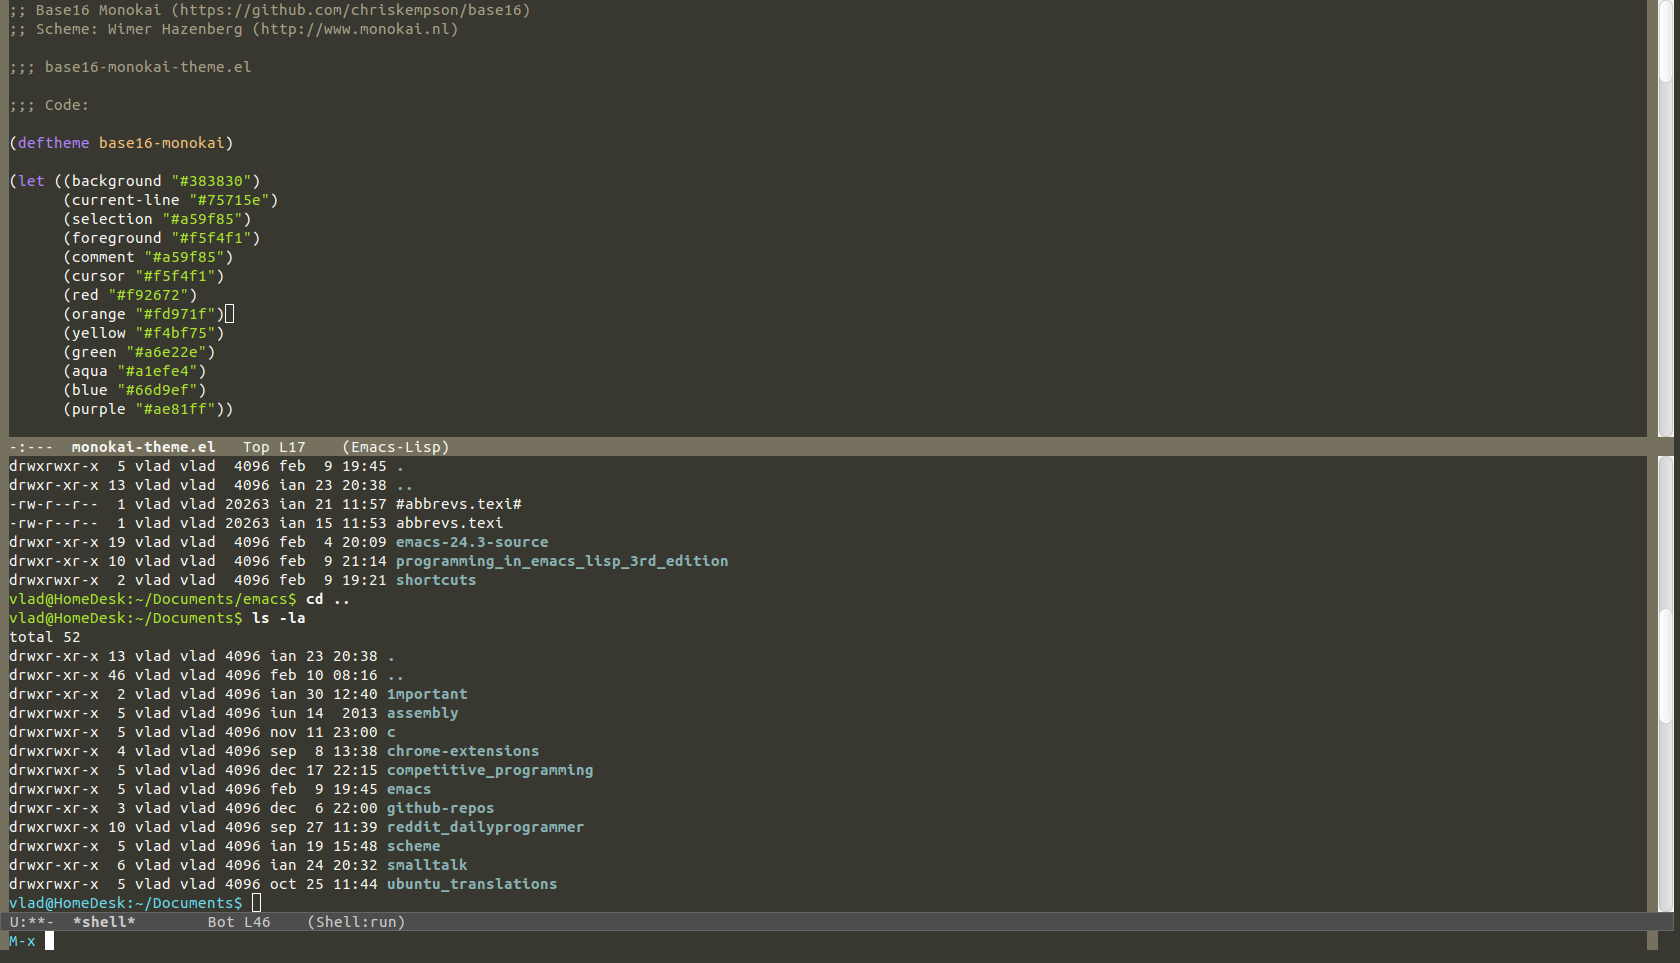 ;; Base16 Monokai (https://github.com/chriskempson/base16)
;; Scheme: Wimer Hazenberg (http://www.monokai.nl)
;;; base16-monokai-theme.el
;;; Code:
(deftheme base16-monokai)
(let ((background "#383830")
      (current-line "#75715e")
      (selection "#a59f85")
      (foreground "#f5f4f1")
      (comment "#a59f85")
      (cursor "#f5f4f1")
      (red "#f92672")
      (orange "#fd971f")
      (yellow "#f4bf75")
      (green "#a6e22e")
      (aqua "#a1efe4")
      (blue "#66d9ef")
      (purple "#ae81ff"))
-:---  monokai-theme.el   Top L17    (Emacs-Lisp)
drwxrwxr-x  5 vlad vlad  4096 feb  9 19:45 .
drwxr-xr-x 13 vlad vlad  4096 ian 23 20:38 ..
-rw-r--r--  1 vlad vlad 20263 ian 21 11:57 #abbrevs.texi#
-rw-r--r--  1 vlad vlad 20263 ian 15 11:53 abbrevs.texi
drwxr-xr-x 19 vlad vlad  4096 feb  4 20:09 emacs-24.3-source
drwxr-xr-x 10 vlad vlad  4096 feb  9 21:14 programming_in_emacs_lisp_3rd_edition
drwxrwxr-x  2 vlad vlad  4096 feb  9 19:21 shortcuts
vlad@HomeDesk:~/Documents/emacs$ cd ..
vlad@HomeDesk:~/Documents$ ls -la
total 52
drwxr-xr-x 13 vlad vlad 4096 ian 23 20:38 .
drwxr-xr-x 46 vlad vlad 4096 feb 10 08:16 ..
drwxr-xr-x  2 vlad vlad 4096 ian 30 12:40 1mportant
drwxrwxr-x  5 vlad vlad 4096 iun 14  2013 assembly
drwxrwxr-x  5 vlad vlad 4096 nov 11 23:00 c
drwxrwxr-x  4 vlad vlad 4096 sep  8 13:38 chrome-extensions
drwxrwxr-x  5 vlad vlad 4096 dec 17 22:15 competitive_programming
drwxrwxr-x  5 vlad vlad 4096 feb  9 19:45 emacs
drwxr-xr-x  3 vlad vlad 4096 dec  6 22:00 github-repos
drwxrwxr-x 10 vlad vlad 4096 sep 27 11:39 reddit_dailyprogrammer
drwxrwxr-x  5 vlad vlad 4096 ian 19 15:48 scheme
drwxr-xr-x  6 vlad vlad 4096 ian 24 20:32 smalltalk
drwxrwxr-x  5 vlad vlad 4096 oct 25 11:44 ubuntu_translations
vlad@HomeDesk:~/Documents$
U:**-  *shell*        Bot L46    (Shell:run)
M-x